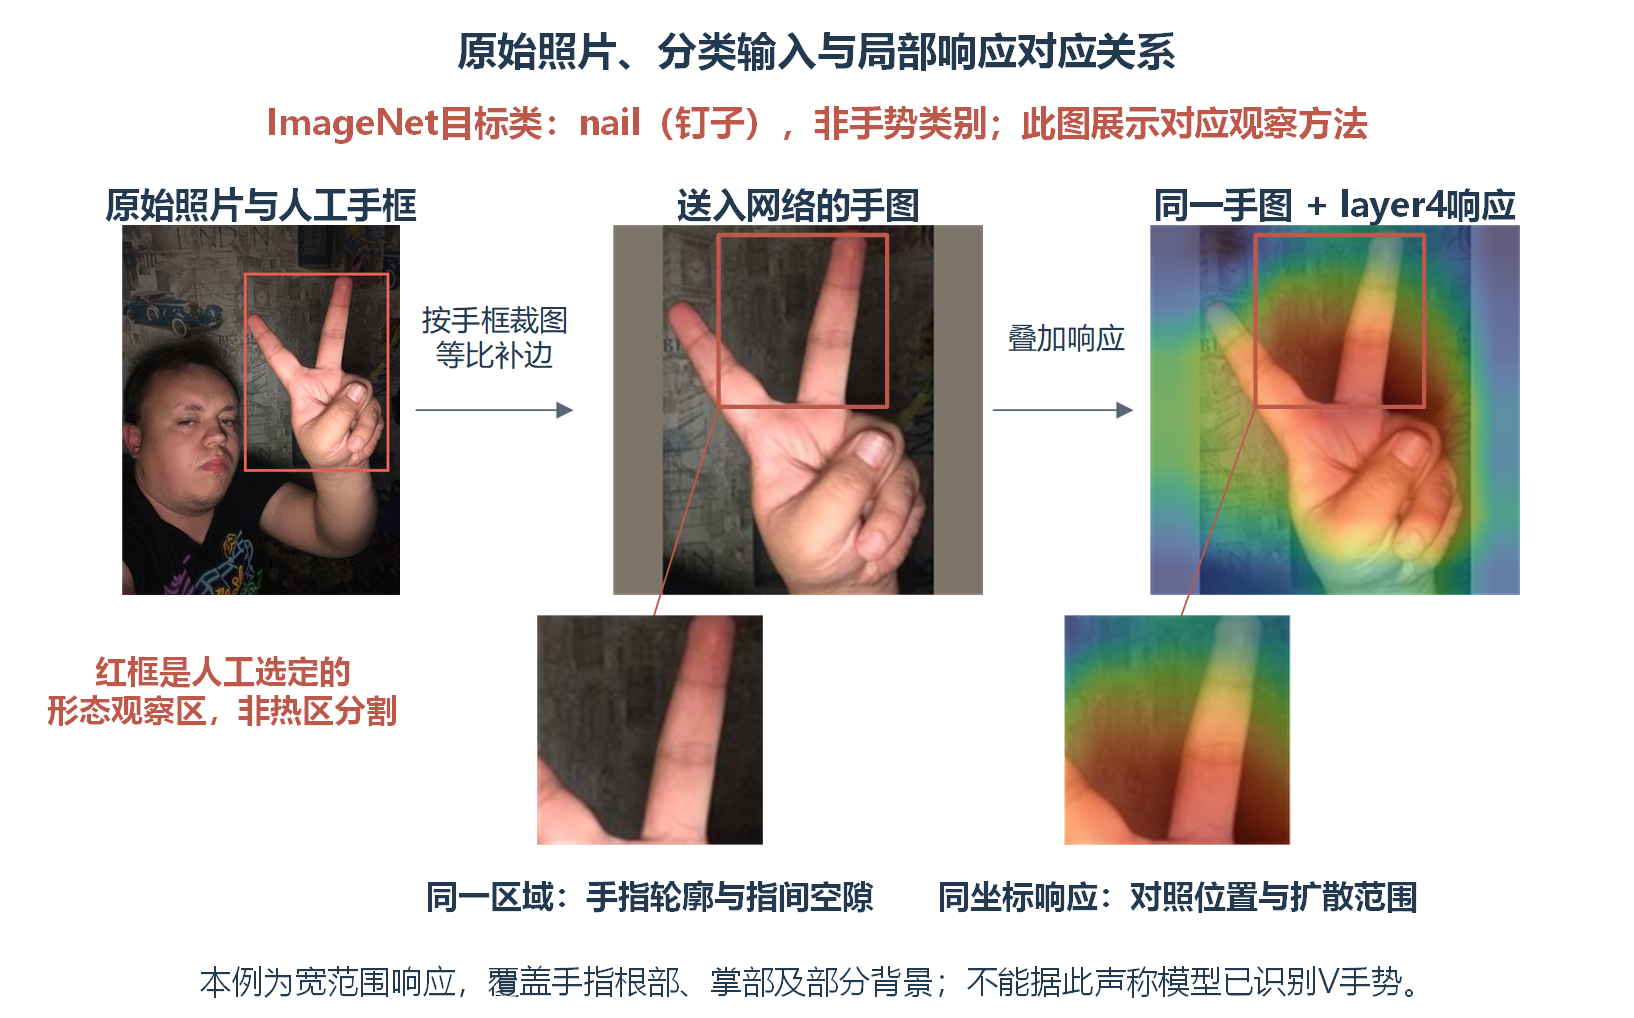 原始照片、分类输入与局部响应对应关系
ImageNet目标类：nail（钉子），非手势类别；此图展示对应观察方法
原始照片与人工手框
送入网络的手图
同一手图 + layer4响应
按手框裁图
等比补边
叠加响应
红框是人工选定的
形态观察区，非热区分割
同一区域：手指轮廓与指间空隙
同坐标响应：对照位置与扩散范围
本例为宽范围响应，覆盖手指根部、掌部及部分背景；不能据此声称模型已识别V手势。